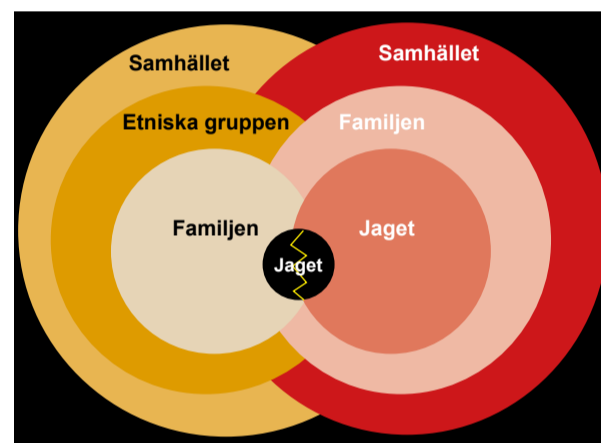 Samhället
Samhället
Etniska gruppen
Familjen
Familjen
Jaget
Jaget